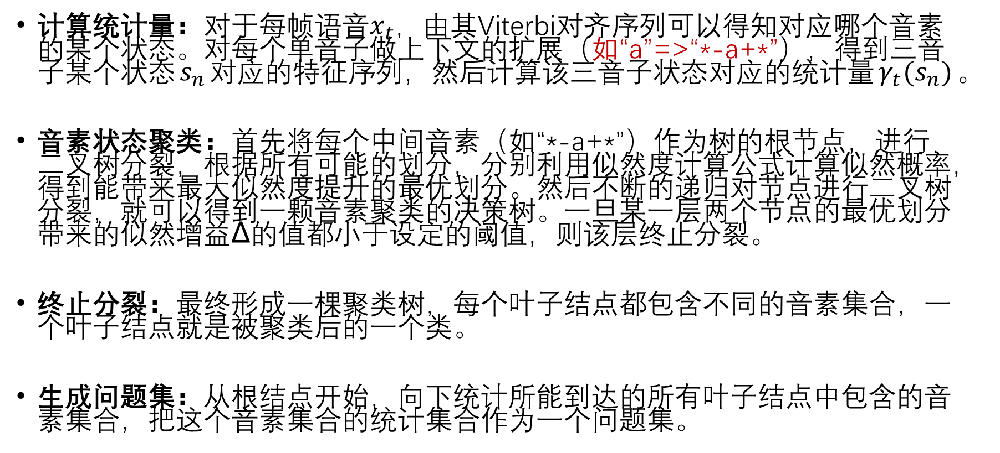 • 计算统计量：对于每帧语音x_t，由其Viterbi对齐序列可以得知对应哪个音素
的某个状态。对每个单音子做上下文的扩展（如“a”=>“*-a+*”），得到三音
子某个状态s_n对应的特征序列，然后计算该三音子状态对应的统计量γ_t(s_n)。
• 音素状态聚类：首先将每个中间音素（如“*-a+*”）作为树的根节点，进行
二叉树分裂，根据所有可能的划分，分别利用似然度计算公式计算似然概率，
得到能带来最大似然度提升的最优划分。然后不断的递归对节点进行二叉树
分裂，就可以得到一颗音素聚类的决策树。一旦某一层两个节点的最优划分
带来的似然增益Δ的值都小于设定的阈值，则该层终止分裂。
• 终止分裂：最终形成一棵聚类树，每个叶子结点都包含不同的音素集合，一
个叶子结点就是被聚类后的一个类。
• 生成问题集：从根结点开始，向下统计所能到达的所有叶子结点中包含的音
素集合，把这个音素集合的统计集合作为一个问题集。